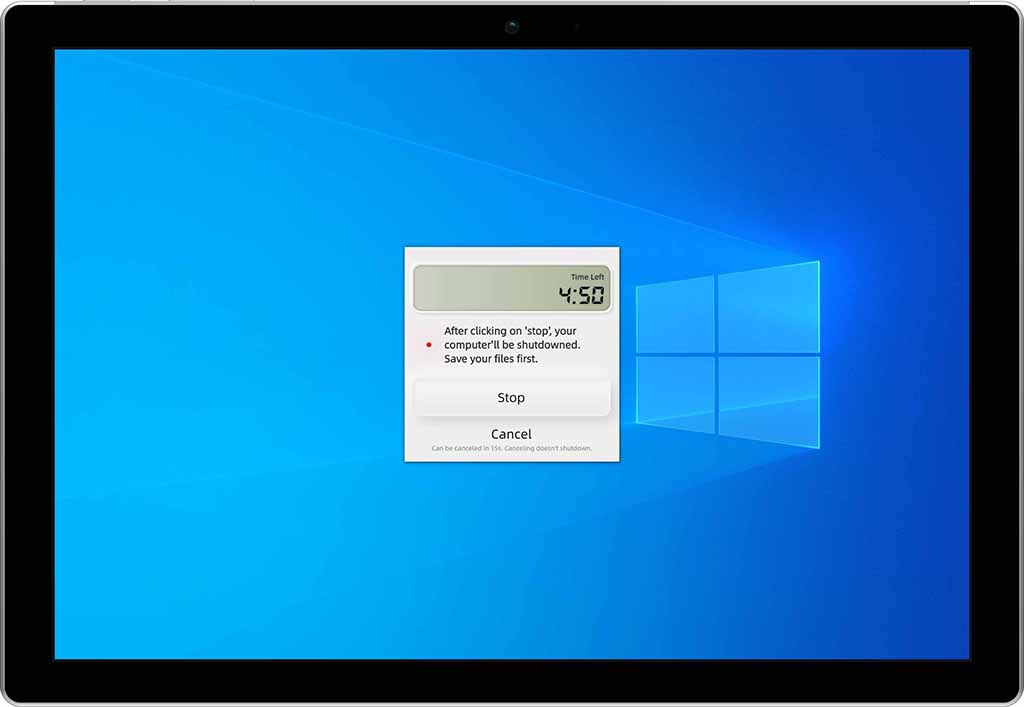 Time Left
4:50
After clicking on 'stop', your
computer'll be shutdowned.
Save your files first.
Stop
Cancel
Can be canceled in 15s. Canceling doesn't shutdown.